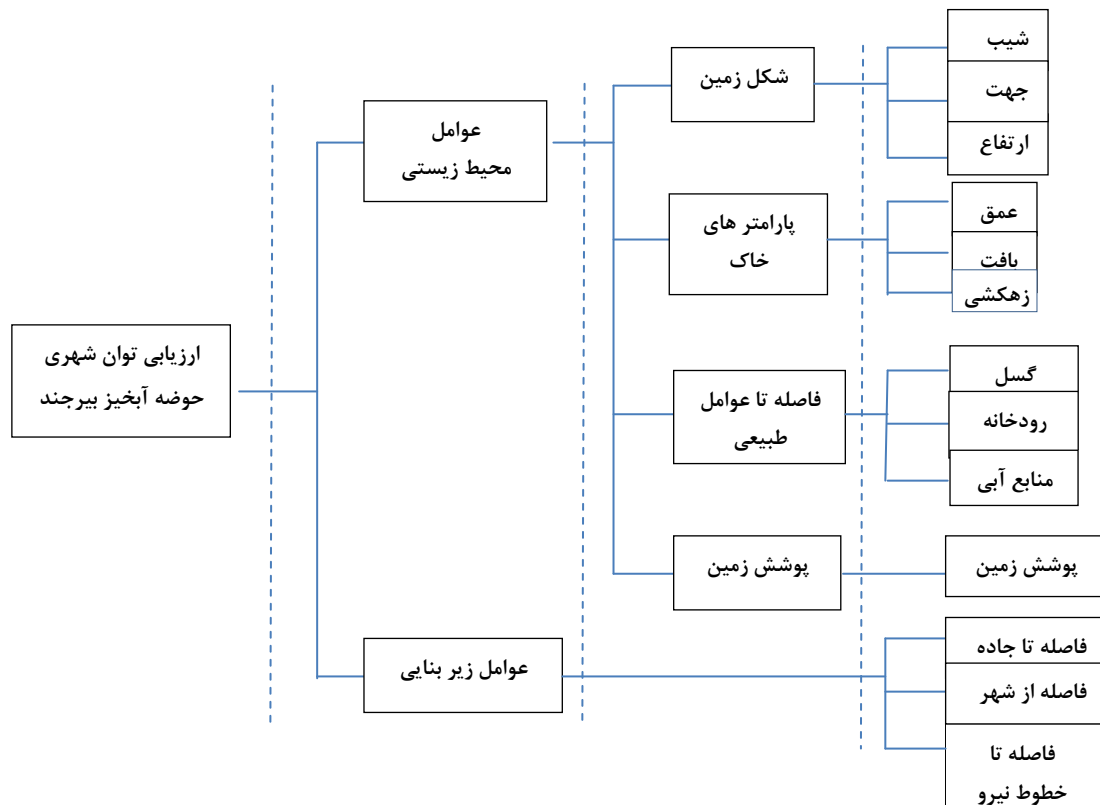 ارزیابی توان شهری
حوضه آبخیز بیرجند
عوامل
محیط زیستی
عوامل زیر بنایی
شکل زمین
پارامتر های
خاک
فاصله تا عوامل
طبیعی
پوشش زمین
شیب
جهت
ارتفاع
عمق
بافت
زهکشی
گسل
رودخانه
منابع آبی
پوشش زمین
فاصله تا جاده
فاصله از شهر
فاصله تا
خطوط نیرو